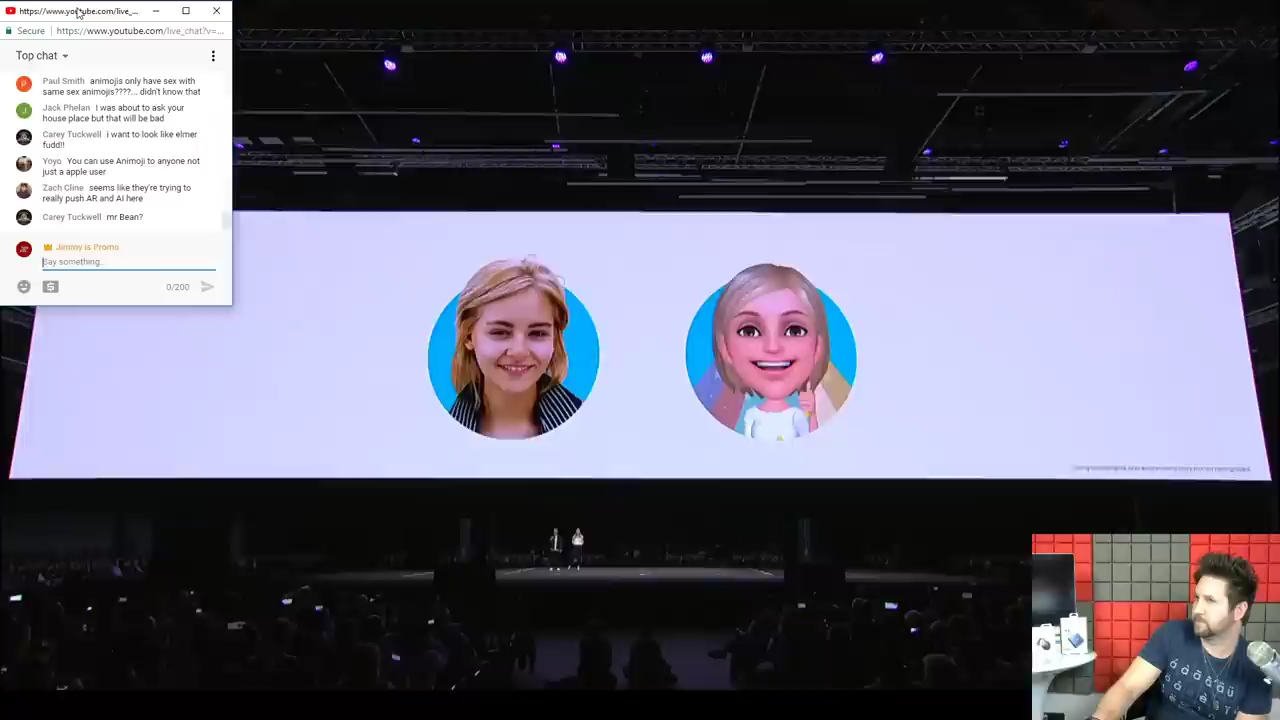 https://www.youtube.com/live_...
Secure https://www.youtube.com/live_chat?v=...
Top chat
Paul Smith animojis only have sex with
same sex animojis????... didn't know that
Jack Phelan I was about to ask your
house place but that will be bad
Carey Tuckwell i want to look like elmer
fudd!!
Yoyo You can use Animoji to anyone not
just a apple user
Zach Cline seems like they're trying to
really push AR and AI here
Carey Tuckwell mr Bean?
Jimmy is Promo
Say something...
0/200